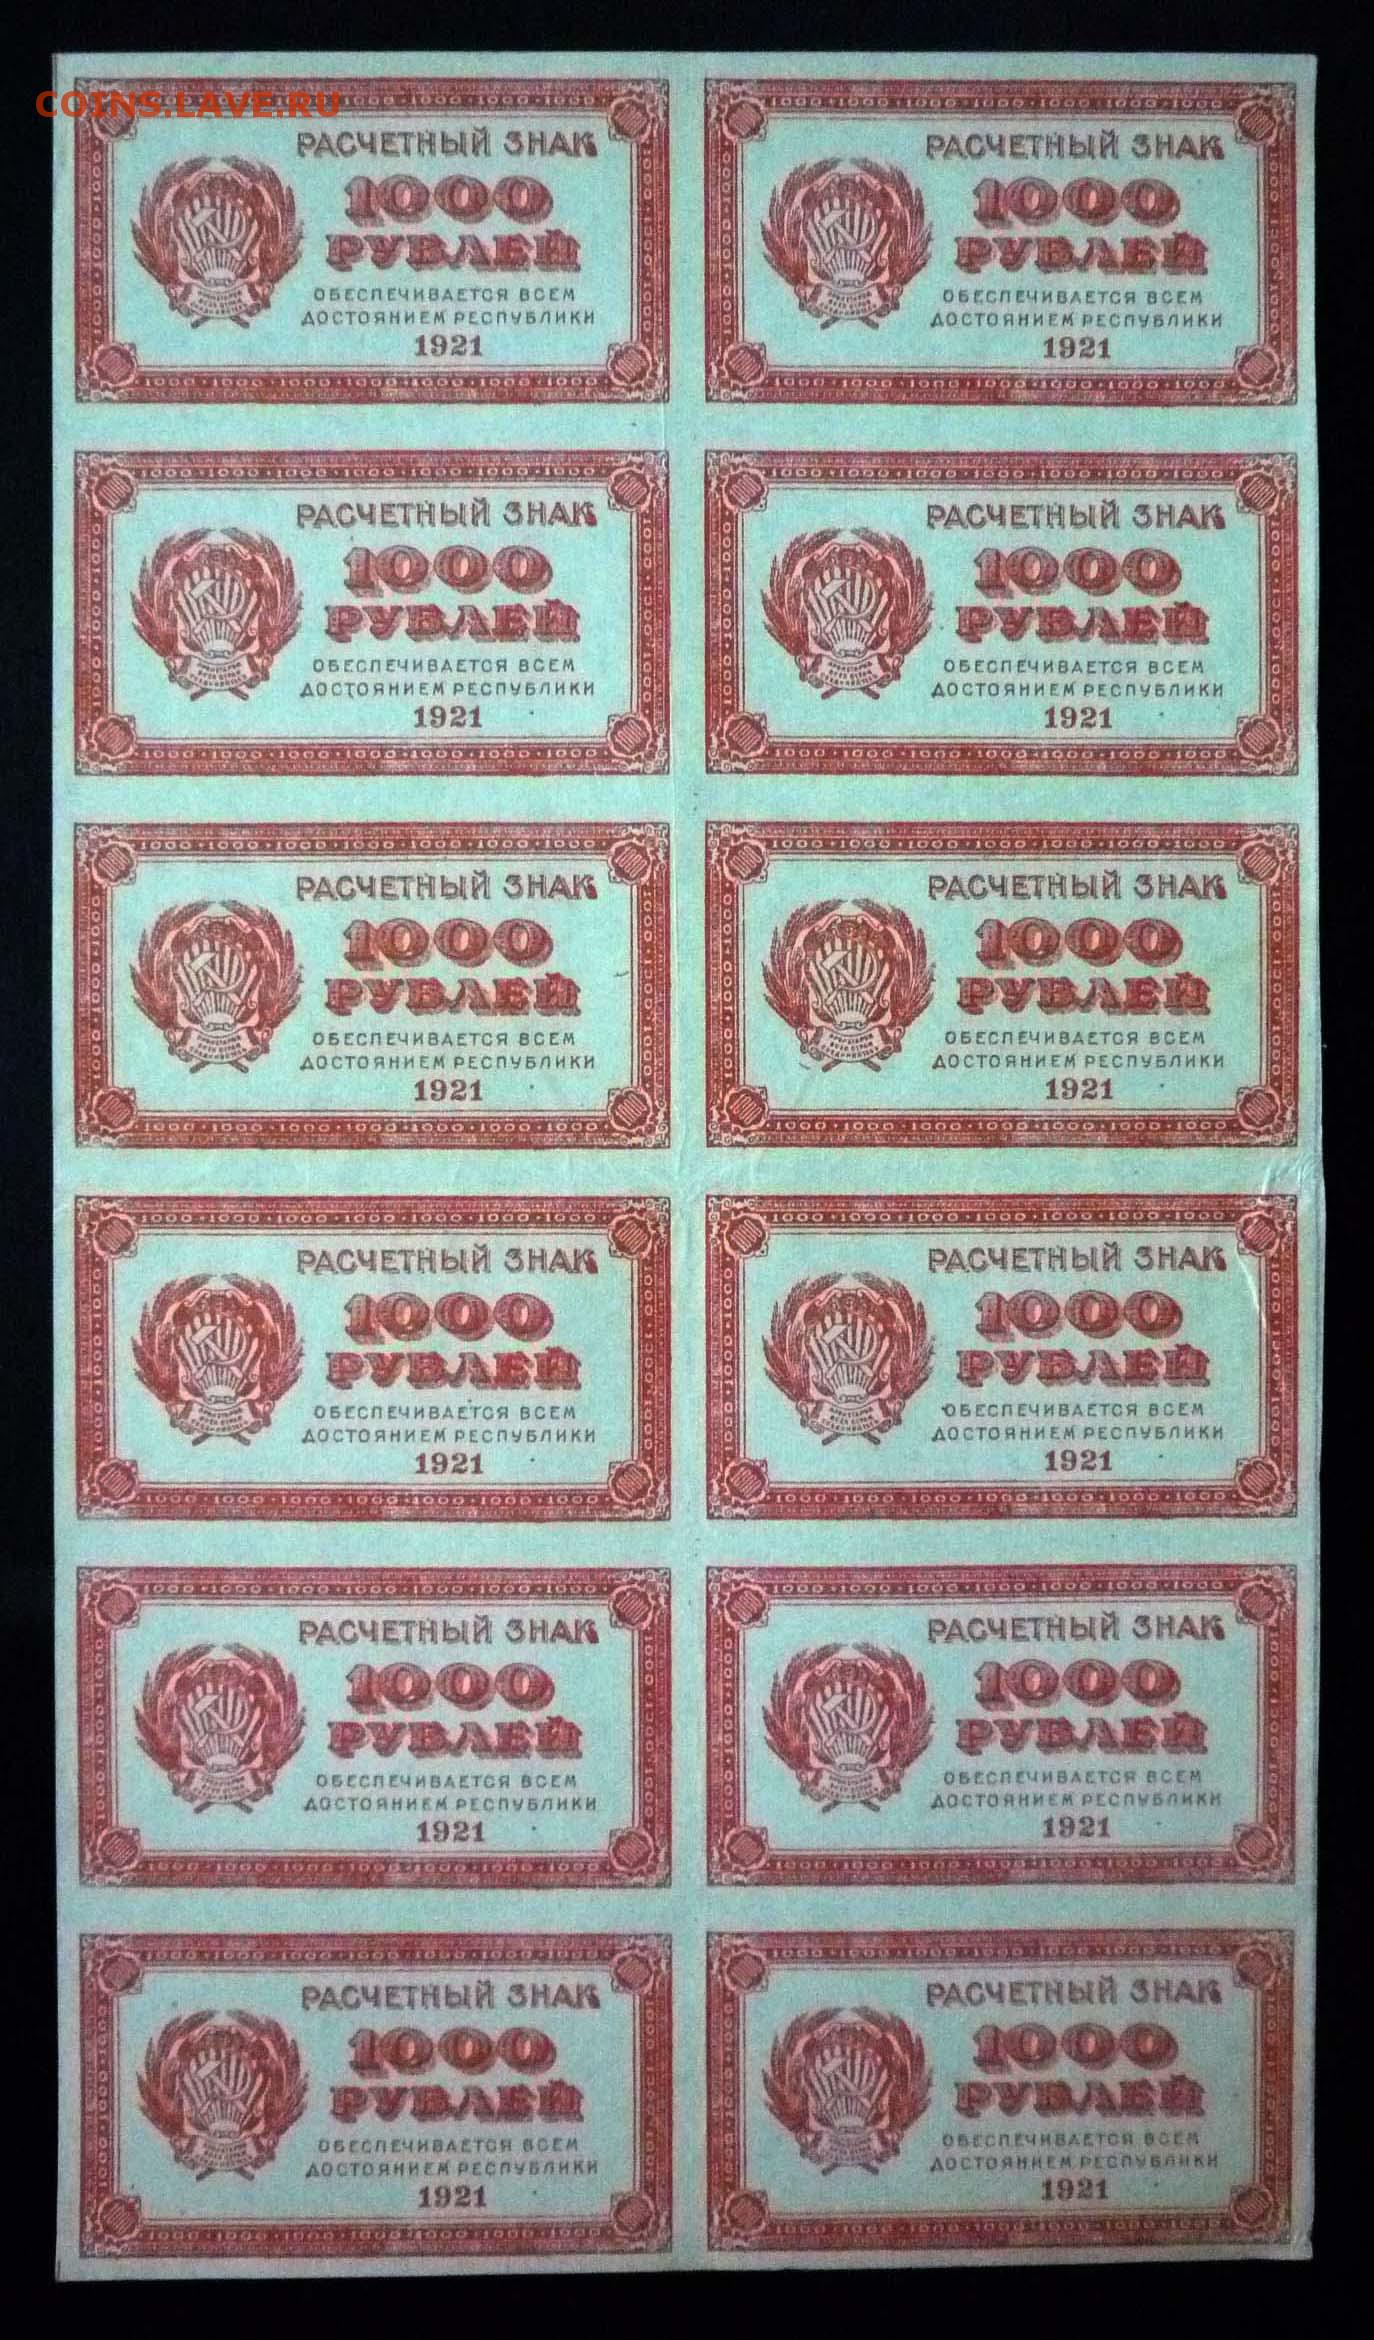 COINS.LAVE.RU
РАСЧЕТНЫЙ ЗНАК
1000
РУБЛЕЙ
ОБЕСПЕЧИВАЕТСЯ ВСЕМ
ДОСТОЯНИЕМ РЕСПУБЛИКИ
1921
РАСЧЕТНЫЙ ЗНАК
1000
РУБЛЕЙ
ОБЕСПЕЧИВАЕТСЯ ВСЕМ
ДОСТОЯНИЕМ РЕСПУБЛИКИ
1921
РАСЧЕТНЫЙ ЗНАК
1000
РУБЛЕЙ
ОБЕСПЕЧИВАЕТСЯ ВСЕМ
ДОСТОЯНИЕМ РЕСПУБЛИКИ
1921
РАСЧЕТНЫЙ ЗНАК
1000
РУБЛЕЙ
ОБЕСПЕЧИВАЕТСЯ ВСЕМ
ДОСТОЯНИЕМ РЕСПУБЛИКИ
1921
РАСЧЕТНЫЙ ЗНАК
1000
РУБЛЕЙ
ОБЕСПЕЧИВАЕТСЯ ВСЕМ
ДОСТОЯНИЕМ РЕСПУБЛИКИ
1921
РАСЧЕТНЫЙ ЗНАК
1000
РУБЛЕЙ
ОБЕСПЕЧИВАЕТСЯ ВСЕМ
ДОСТОЯНИЕМ РЕСПУБЛИКИ
1921
РАСЧЕТНЫЙ ЗНАК
1000
РУБЛЕЙ
ОБЕСПЕЧИВАЕТСЯ ВСЕМ
ДОСТОЯНИЕМ РЕСПУБЛИКИ
1921
РАСЧЕТНЫЙ ЗНАК
1000
РУБЛЕЙ
ОБЕСПЕЧИВАЕТСЯ ВСЕМ
ДОСТОЯНИЕМ РЕСПУБЛИКИ
1921
РАСЧЕТНЫЙ ЗНАК
1000
РУБЛЕЙ
ОБЕСПЕЧИВАЕТСЯ ВСЕМ
ДОСТОЯНИЕМ РЕСПУБЛИКИ
1921
РАСЧЕТНЫЙ ЗНАК
1000
РУБЛЕЙ
ОБЕСПЕЧИВАЕТСЯ ВСЕМ
ДОСТОЯНИЕМ РЕСПУБЛИКИ
1921
РАСЧЕТНЫЙ ЗНАК
1000
РУБЛЕЙ
ОБЕСПЕЧИВАЕТСЯ ВСЕМ
ДОСТОЯНИЕМ РЕСПУБЛИКИ
1921
РАСЧЕТНЫЙ ЗНАК
1000
РУБЛЕЙ
ОБЕСПЕЧИВАЕТСЯ ВСЕМ
ДОСТОЯНИЕМ РЕСПУБЛИКИ
1921